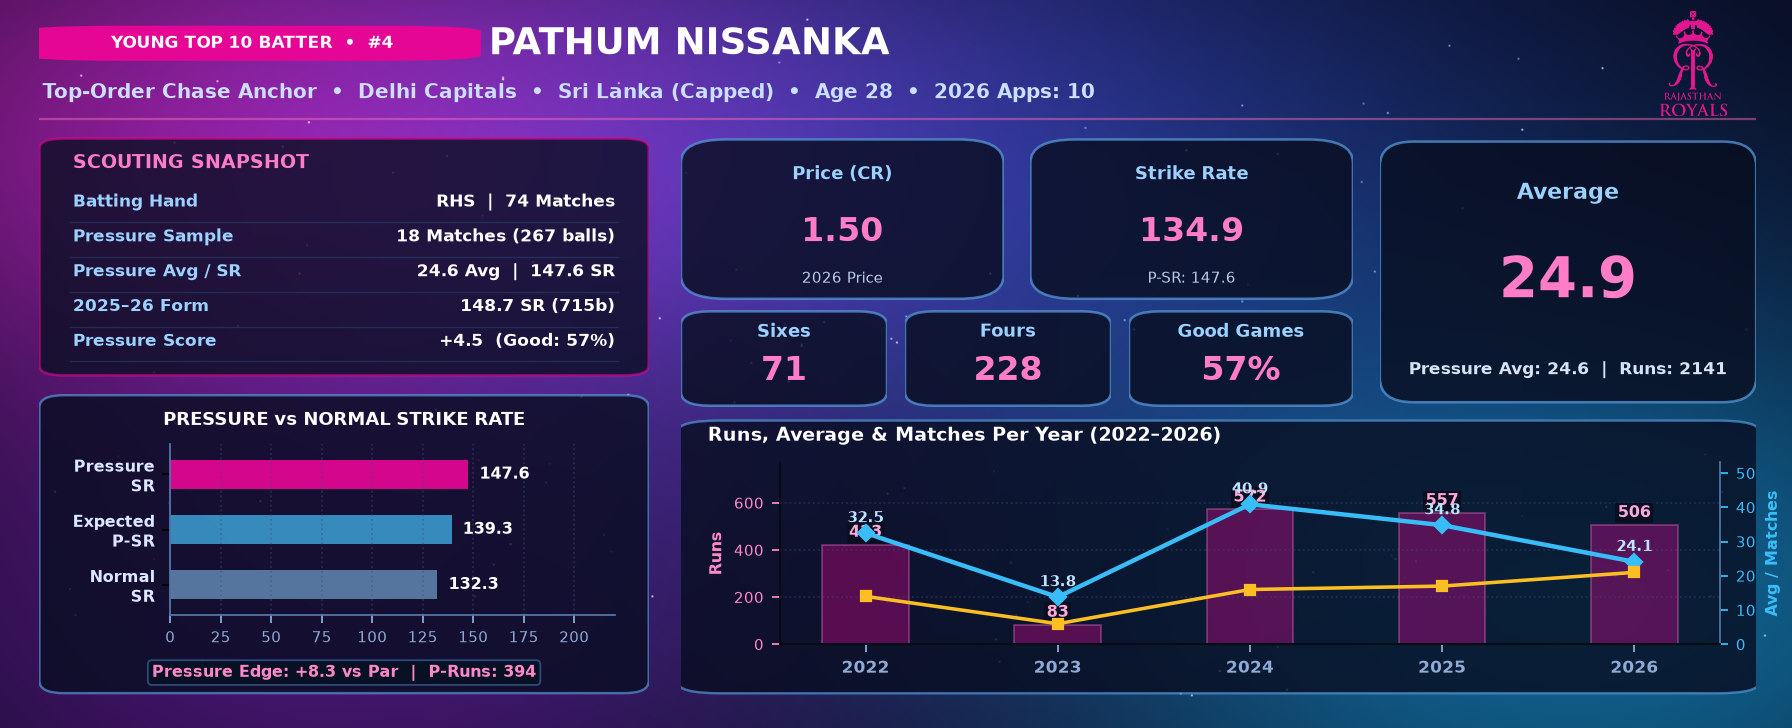 YOUNG TOP 10 BATTER • #4
PATHUM NISSANKA
Top-Order Chase Anchor • Delhi Capitals • Sri Lanka (Capped) • Age 28 • 2026 Apps: 10
RAJASTHAN
ROYALS
SCOUTING SNAPSHOT
Batting Hand RHS | 74 Matches
Pressure Sample 18 Matches (267 balls)
Pressure Avg / SR 24.6 Avg | 147.6 SR
2025–26 Form 148.7 SR (715b)
Pressure Score +4.5 (Good: 57%)
Price (CR)
1.50
2026 Price
Strike Rate
134.9
P-SR: 147.6
Average
24.9
Pressure Avg: 24.6 | Runs: 2141
Sixes
71
Fours
228
Good Games
57%
PRESSURE vs NORMAL STRIKE RATE
Pressure
SR
147.6
Expected
P-SR
139.3
Normal
SR
132.3
0 25 50 75 100 125 150 175 200
Pressure Edge: +8.3 vs Par | P-Runs: 394
Runs, Average & Matches Per Year (2022–2026)
Runs
600
400
200
0
32.5
13.8
83
40.9
557
34.8
506
24.1
50
40
30
20
10
0
Avg / Matches
2022 2023 2024 2025 2026